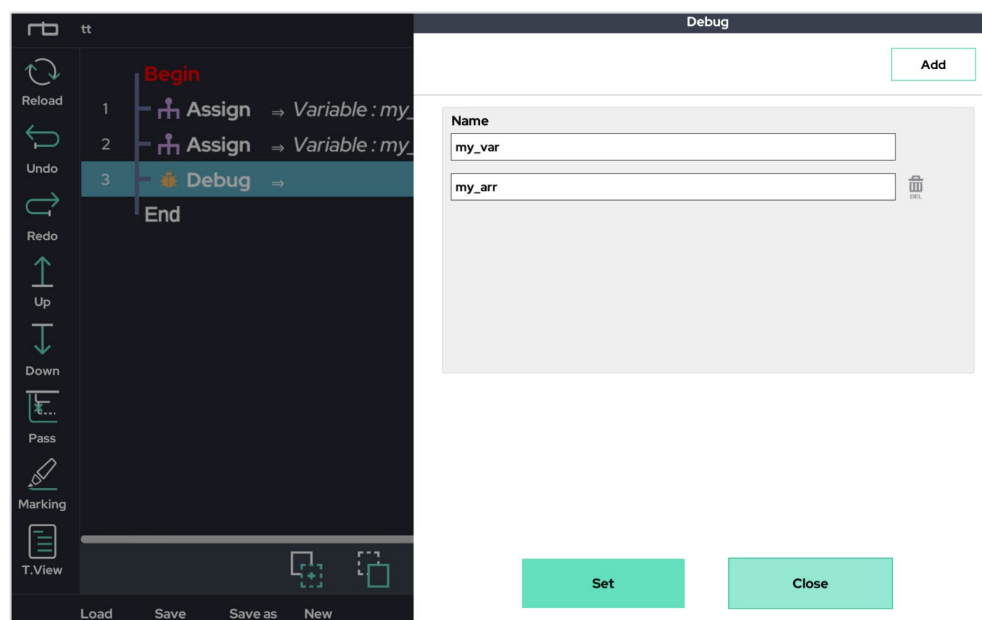 tt
Debug
Reload
Undo
Redo
Up
Down
Pass
Marking
T.View
Begin
1 Assign ⇒ Variable : my_
2 Assign ⇒ Variable : my_
3 Debug ⇒
End
Load Save Save as New
Add
Name
my_var
my_arr
DEL
Set Close